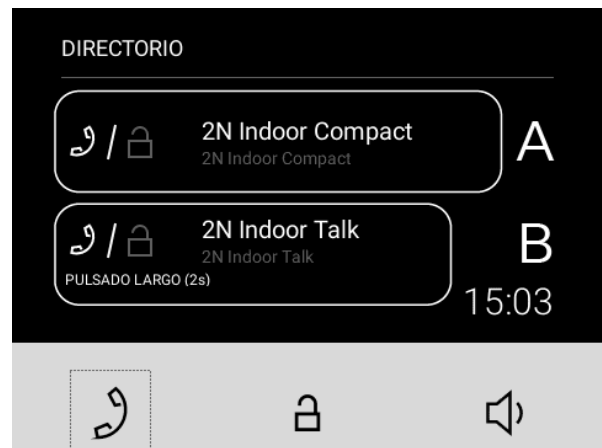 DIRECTORIO
/ 2N Indoor Compact A
2N Indoor Compact
/ 2N Indoor Talk B
2N Indoor Talk
PULSADO LARGO (2s)
15:03